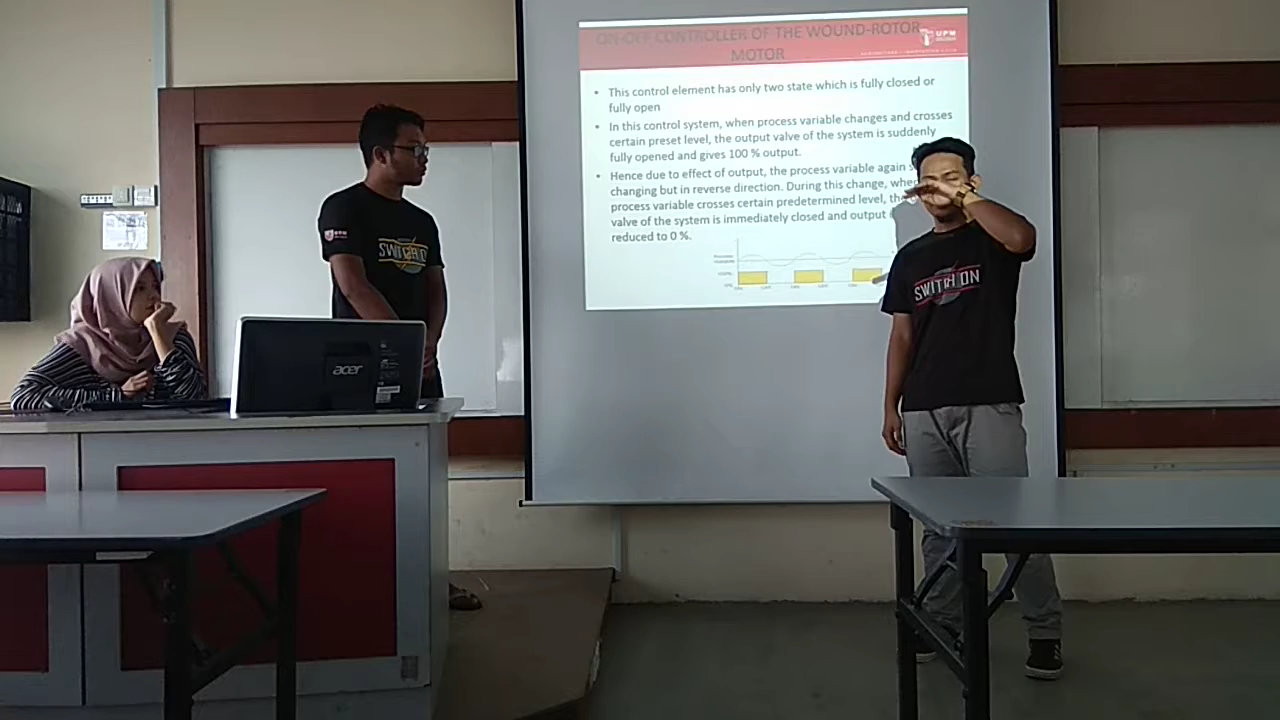 ON-OFF CONTROLLER OF THE WOUND-ROTOR
MOTOR
UPM
• This control element has only two state which is fully closed or
fully open
• In this control system, when process variable changes and crosses
certain preset level, the output valve of the system is suddenly
fully opened and gives 100 % output.
• Hence due to effect of output, the process variable again
changing but in reverse direction. During this change, when
process variable crosses certain predetermined level, the
valve of the system is immediately closed and output
reduced to 0 %.
SWITCH ON
SWITCH ON
acer